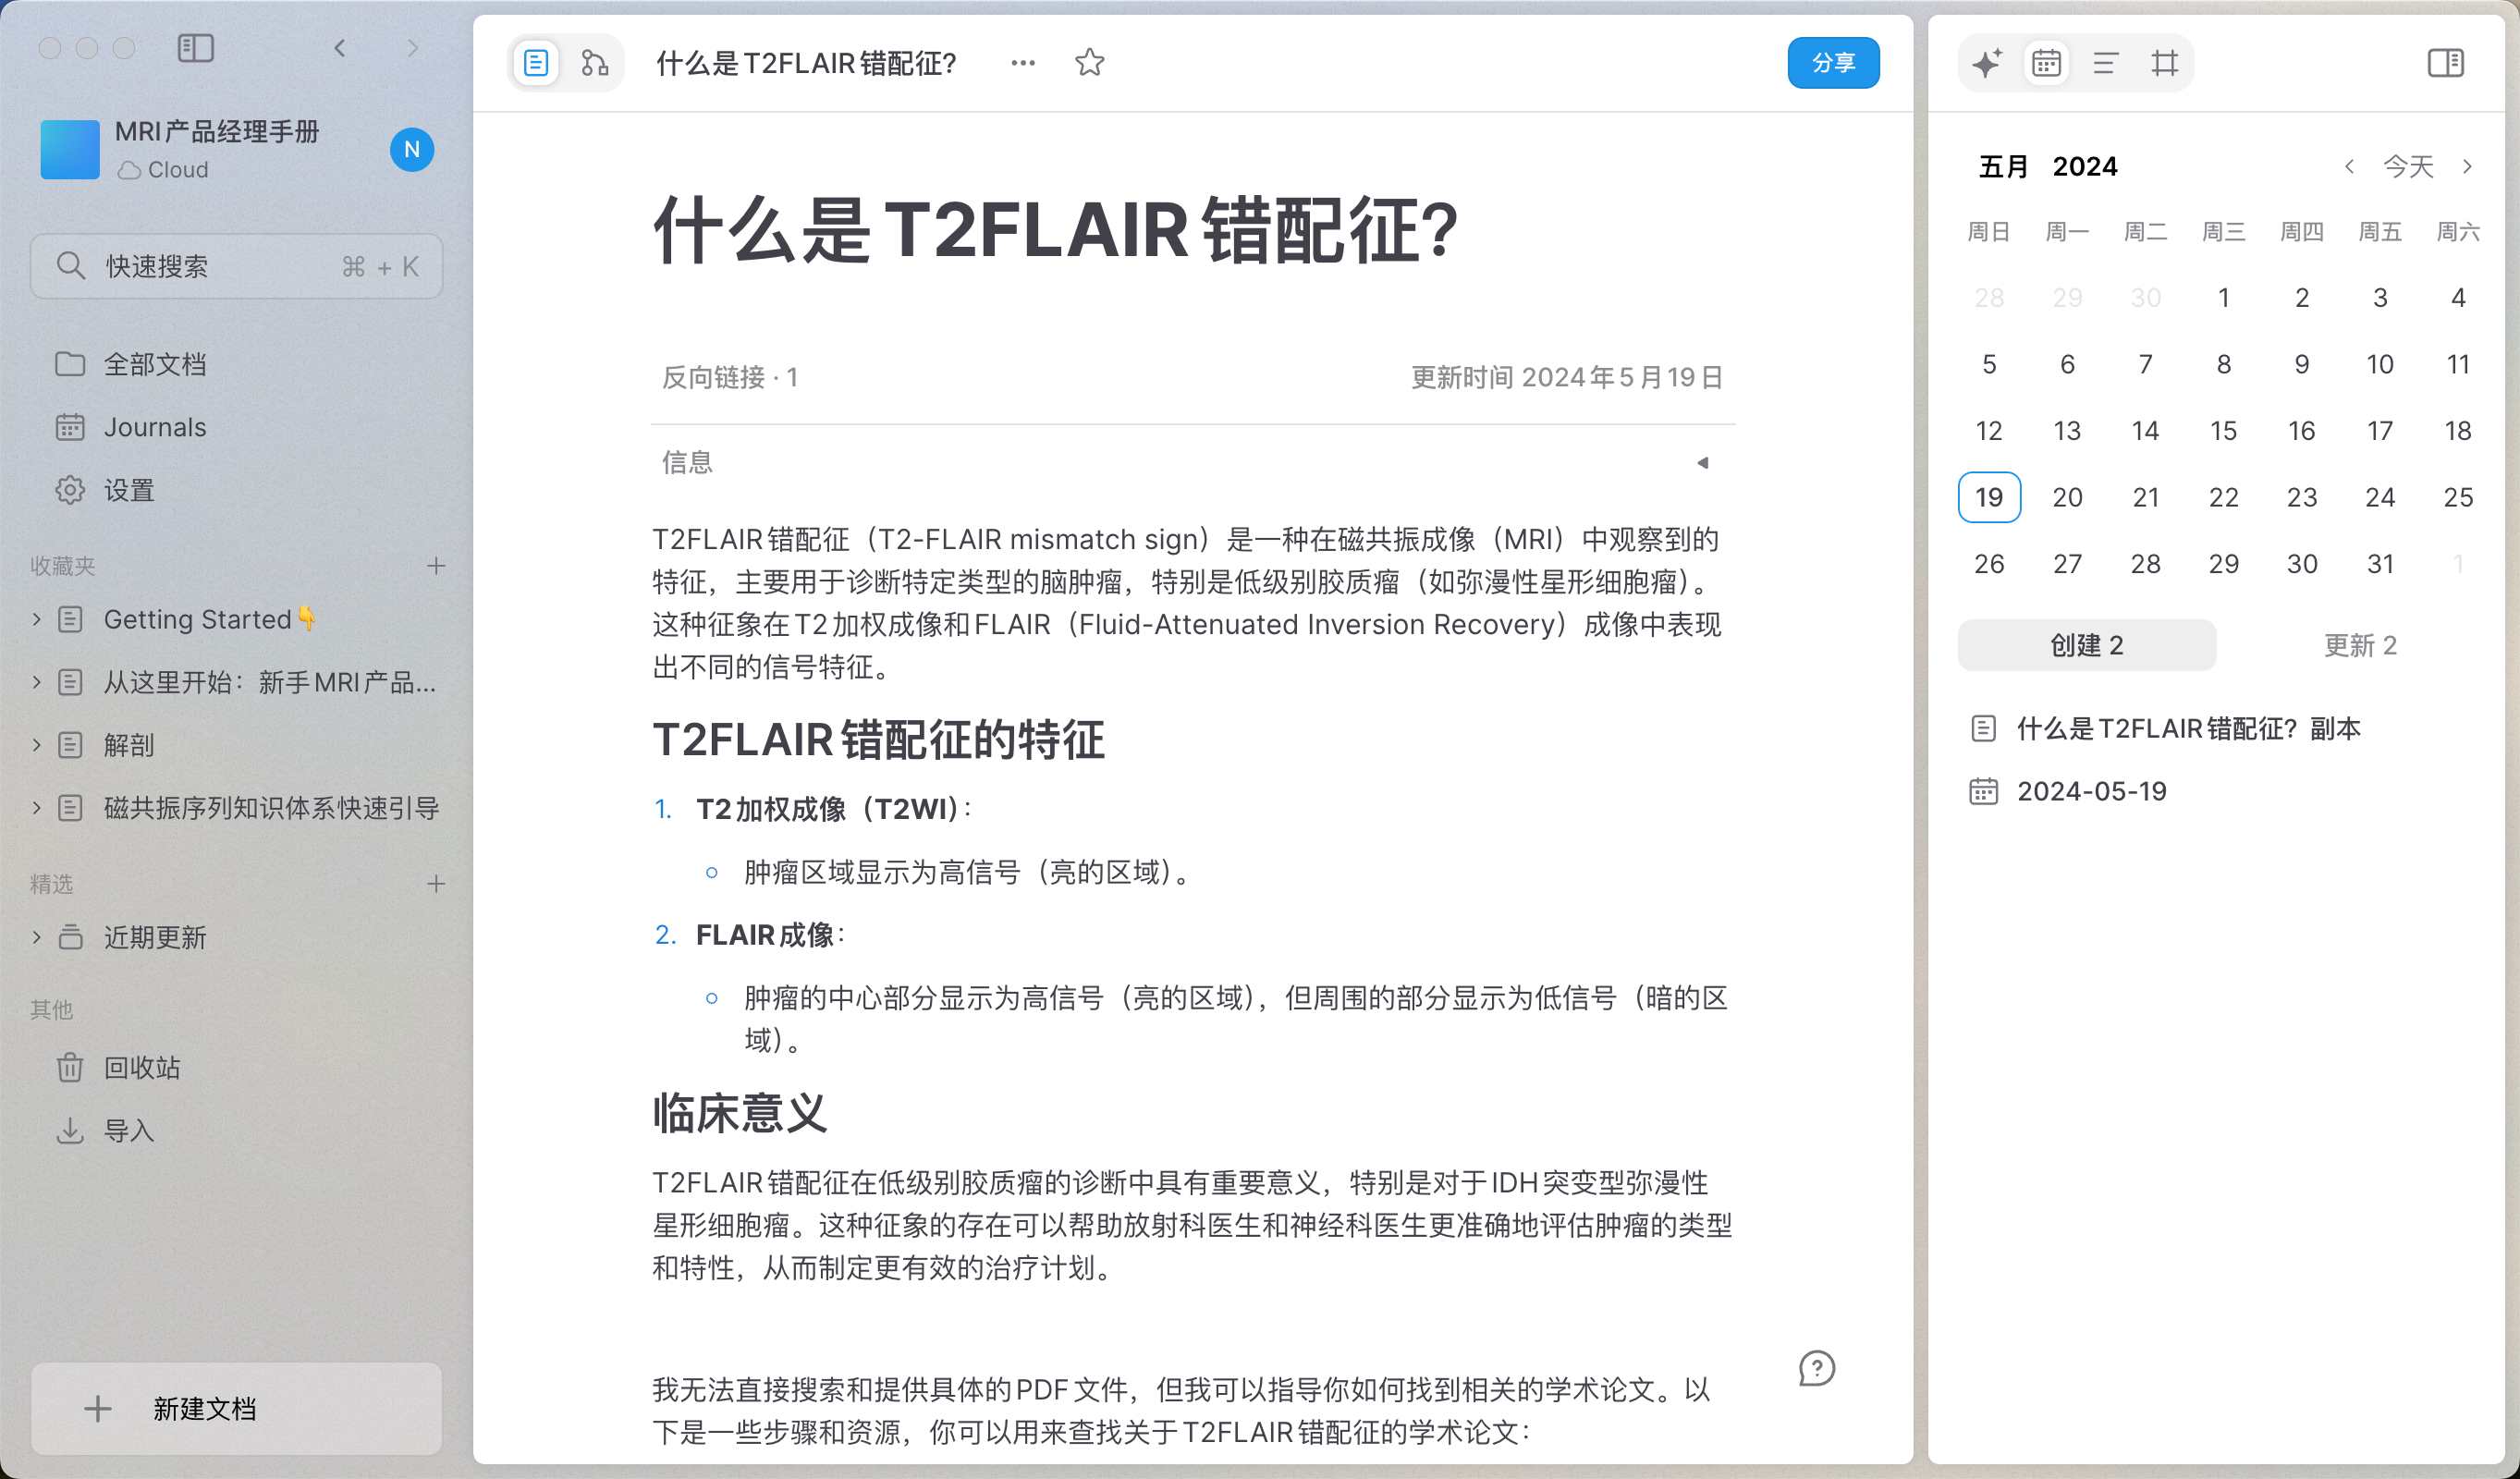 MRI产品经理手册
Cloud
N
快速搜索
⌘ + K
全部文档
Journals
设置
收藏夹
Getting Started👇
从这里开始：新手MRI产品...
解剖
磁共振序列知识体系快速引导
精选
近期更新
其他
回收站
导入
新建文档
什么是T2FLAIR错配征?
分享
什么是T2FLAIR错配征?
反向链接 · 1
更新时间 2024年5月19日
信息
T2FLAIR错配征（T2-FLAIR mismatch sign）是一种在磁共振成像（MRI）中观察到的
特征，主要用于诊断特定类型的脑肿瘤，特别是低级别胶质瘤（如弥漫性星形细胞瘤）。
这种征象在T2加权成像和FLAIR（Fluid-Attenuated Inversion Recovery）成像中表现
出不同的信号特征。
T2FLAIR错配征的特征
1. T2加权成像（T2WI）：
肿瘤区域显示为高信号（亮的区域）。
2. FLAIR成像：
肿瘤的中心部分显示为高信号（亮的区域），但周围的部分显示为低信号（暗的区
域）。
临床意义
T2FLAIR错配征在低级别胶质瘤的诊断中具有重要意义，特别是对于IDH突变型弥漫性
星形细胞瘤。这种征象的存在可以帮助放射科医生和神经科医生更准确地评估肿瘤的类型
和特性，从而制定更有效的治疗计划。
我无法直接搜索和提供具体的PDF文件，但我可以指导你如何找到相关的学术论文。以
下是一些步骤和资源，你可以用来查找关于T2FLAIR错配征的学术论文：
五月 2024
今天
周日 周一 周二 周三 周四 周五 周六
28 29 30 1 2 3 4
5 6 7 8 9 10 11
12 13 14 15 16 17 18
19 20 21 22 23 24 25
26 27 28 29 30 31 1
创建 2
更新 2
什么是T2FLAIR错配征？副本
2024-05-19